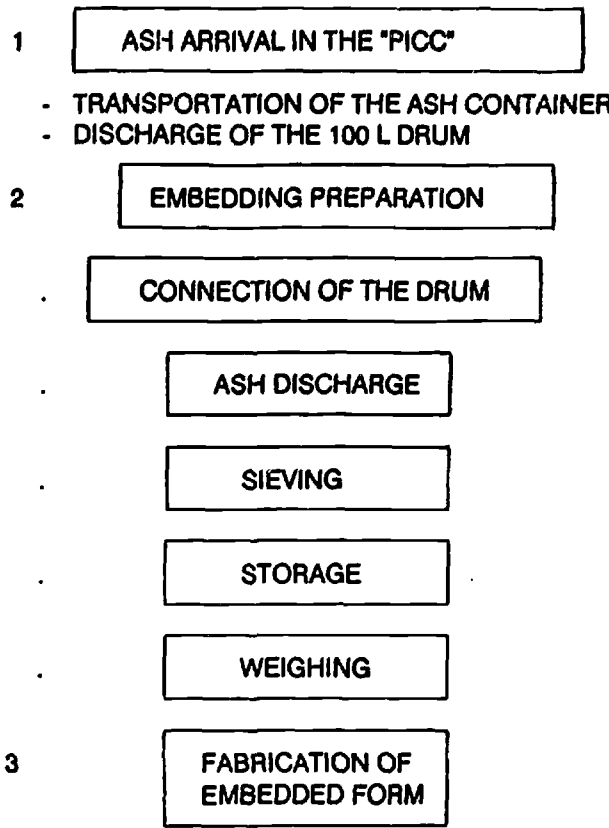 1 ASH ARRIVAL IN THE "PICC"
- TRANSPORTATION OF THE ASH CONTAINER
- DISCHARGE OF THE 100 L DRUM
2 EMBEDDING PREPARATION
. CONNECTION OF THE DRUM
. ASH DISCHARGE
. SIEVING
. STORAGE
. WEIGHING
3 FABRICATION OF
EMBEDDED FORM